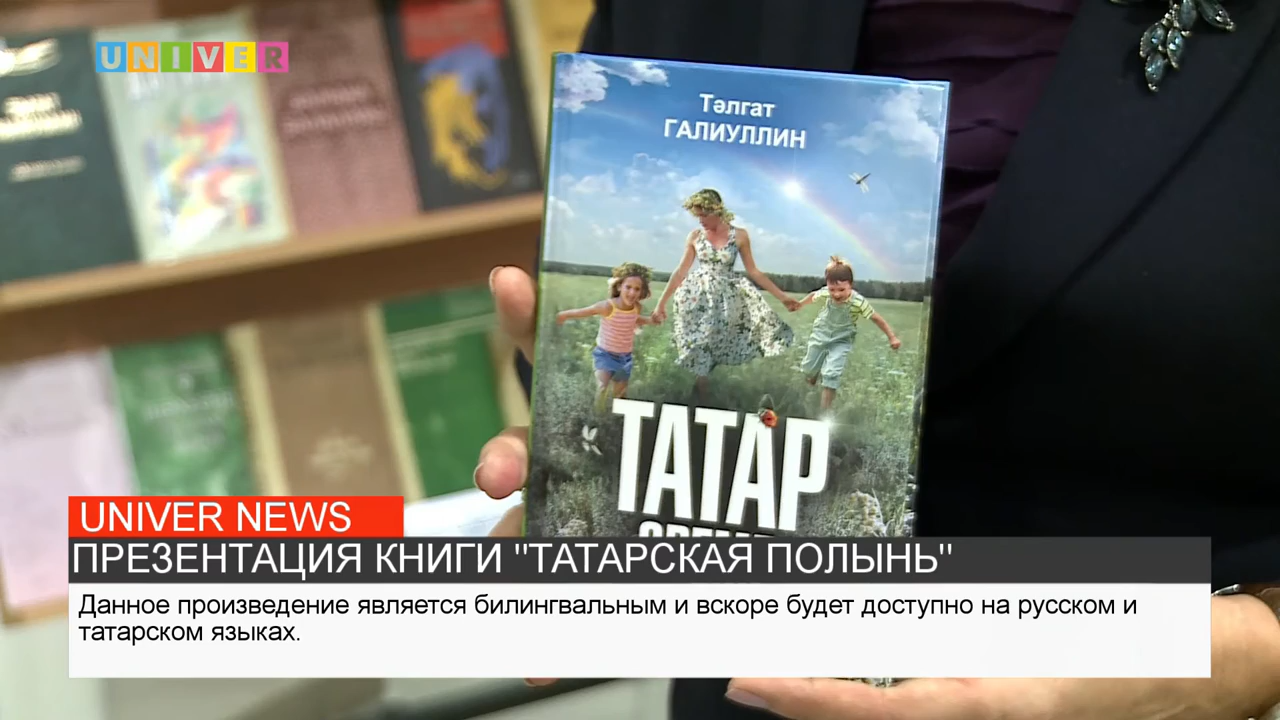 UNIVER
Тәлгат
ГАЛИУЛЛИН
ТАТАР
UNIVER NEWS
ПРЕЗЕНТАЦИЯ КНИГИ "ТАТАРСКАЯ ПОЛЫНЬ"
Данное произведение является билингвальным и вскоре будет доступно на русском и
татарском языках.